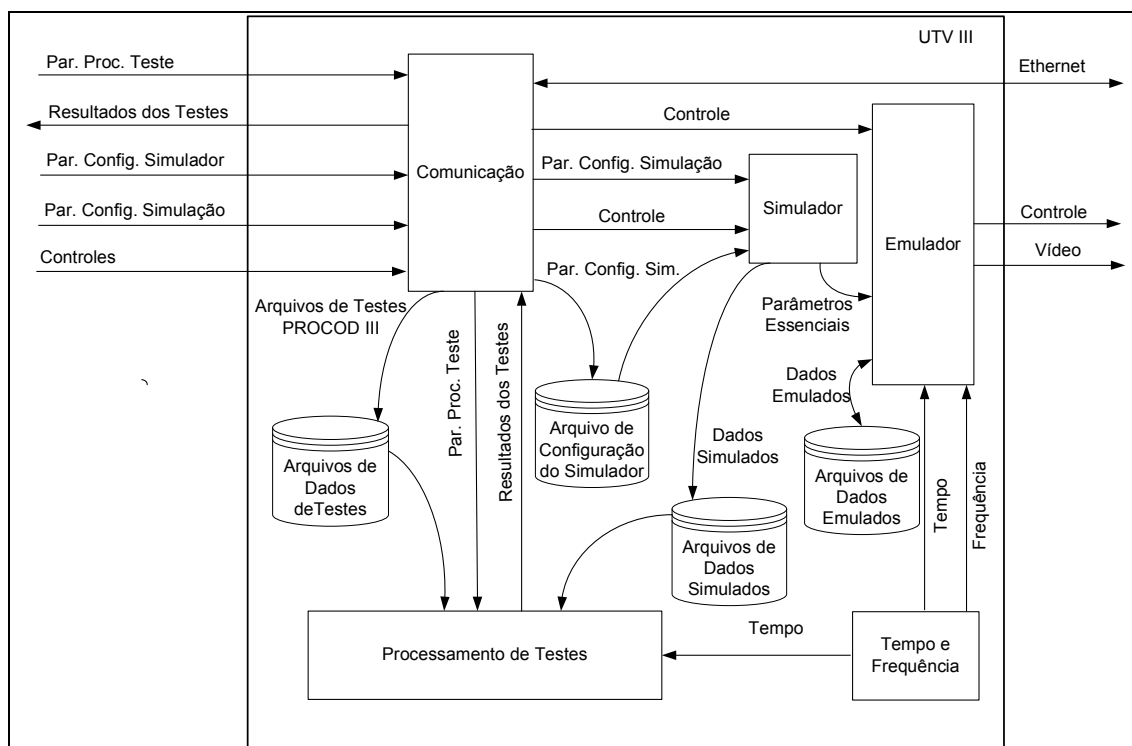 UTV III
Par. Proc. Teste
Ethernet
Resultados dos Testes
Controle
Par. Config. Simulador
Comunicação
Par. Config. Simulação
Simulador
Par. Config. Simulação
Controle
Emulador
Controle
Controles
Par. Config. Sim.
Vídeo
Arquivos de Testes
PROCOD III
Parâmetros
Essenciais
Par. Proc. Teste
Resultados dos Testes
Dados
Emulados
Arquivo de
Configuração
do Simulador
Dados
Simulados
Arquivos de
Dados
deTestes
Arquivos de
Dados
Emulados
Tempo
Frequência
Arquivos de
Dados
Simulados
Processamento de Testes
Tempo
Tempo e
Frequência